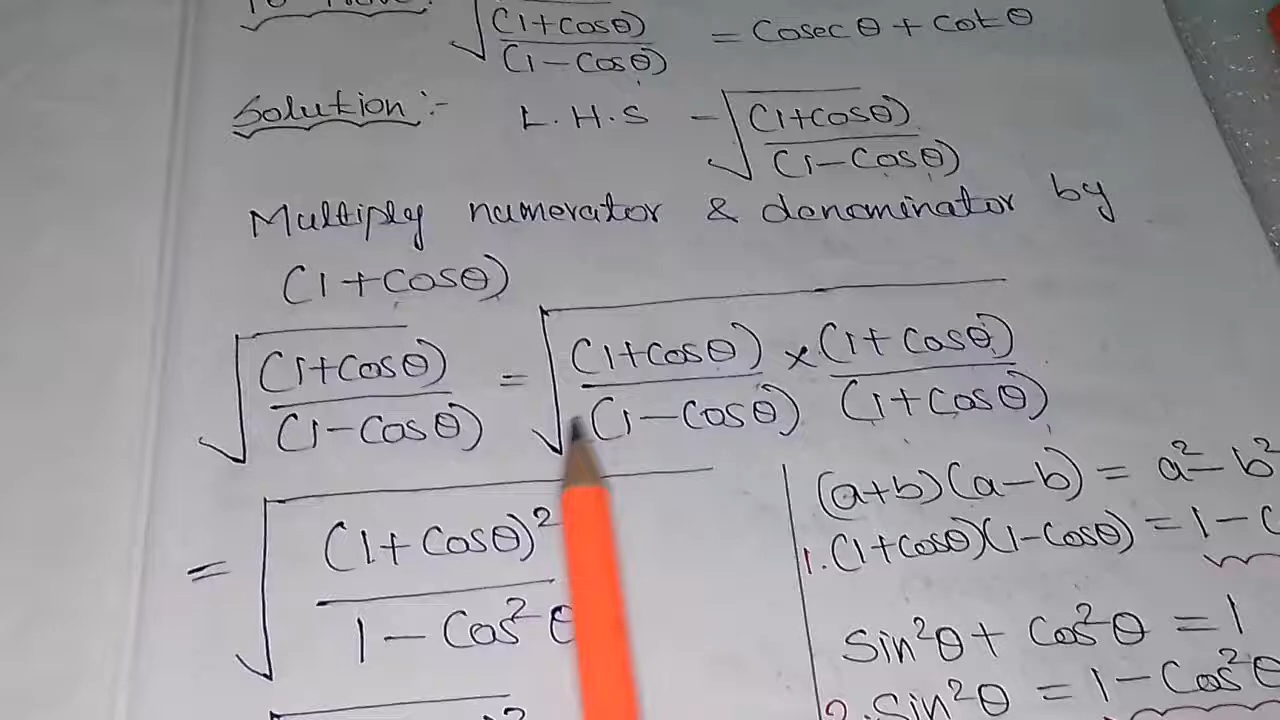 √(1+cosθ)/(1-Cosθ) = Cosec θ + Cot θ
Solution :- L.H.S - √(1+Cosθ)/(1-Cosθ)
Multiply numerator & denominator by
(1+Cosθ)
√(1+Cosθ)/(1-Cosθ) = √(1+Cosθ)/(1-Cosθ) × (1+Cosθ)/(1+Cosθ)
= √(1+Cosθ)²/1-Cos²θ
(a+b)(a-b) = a²-b²
1.(1+Cosθ)(1-Cosθ) = 1-C
Sin²θ + Cos²θ = 1
2.Sin²θ = 1-Cos²θ